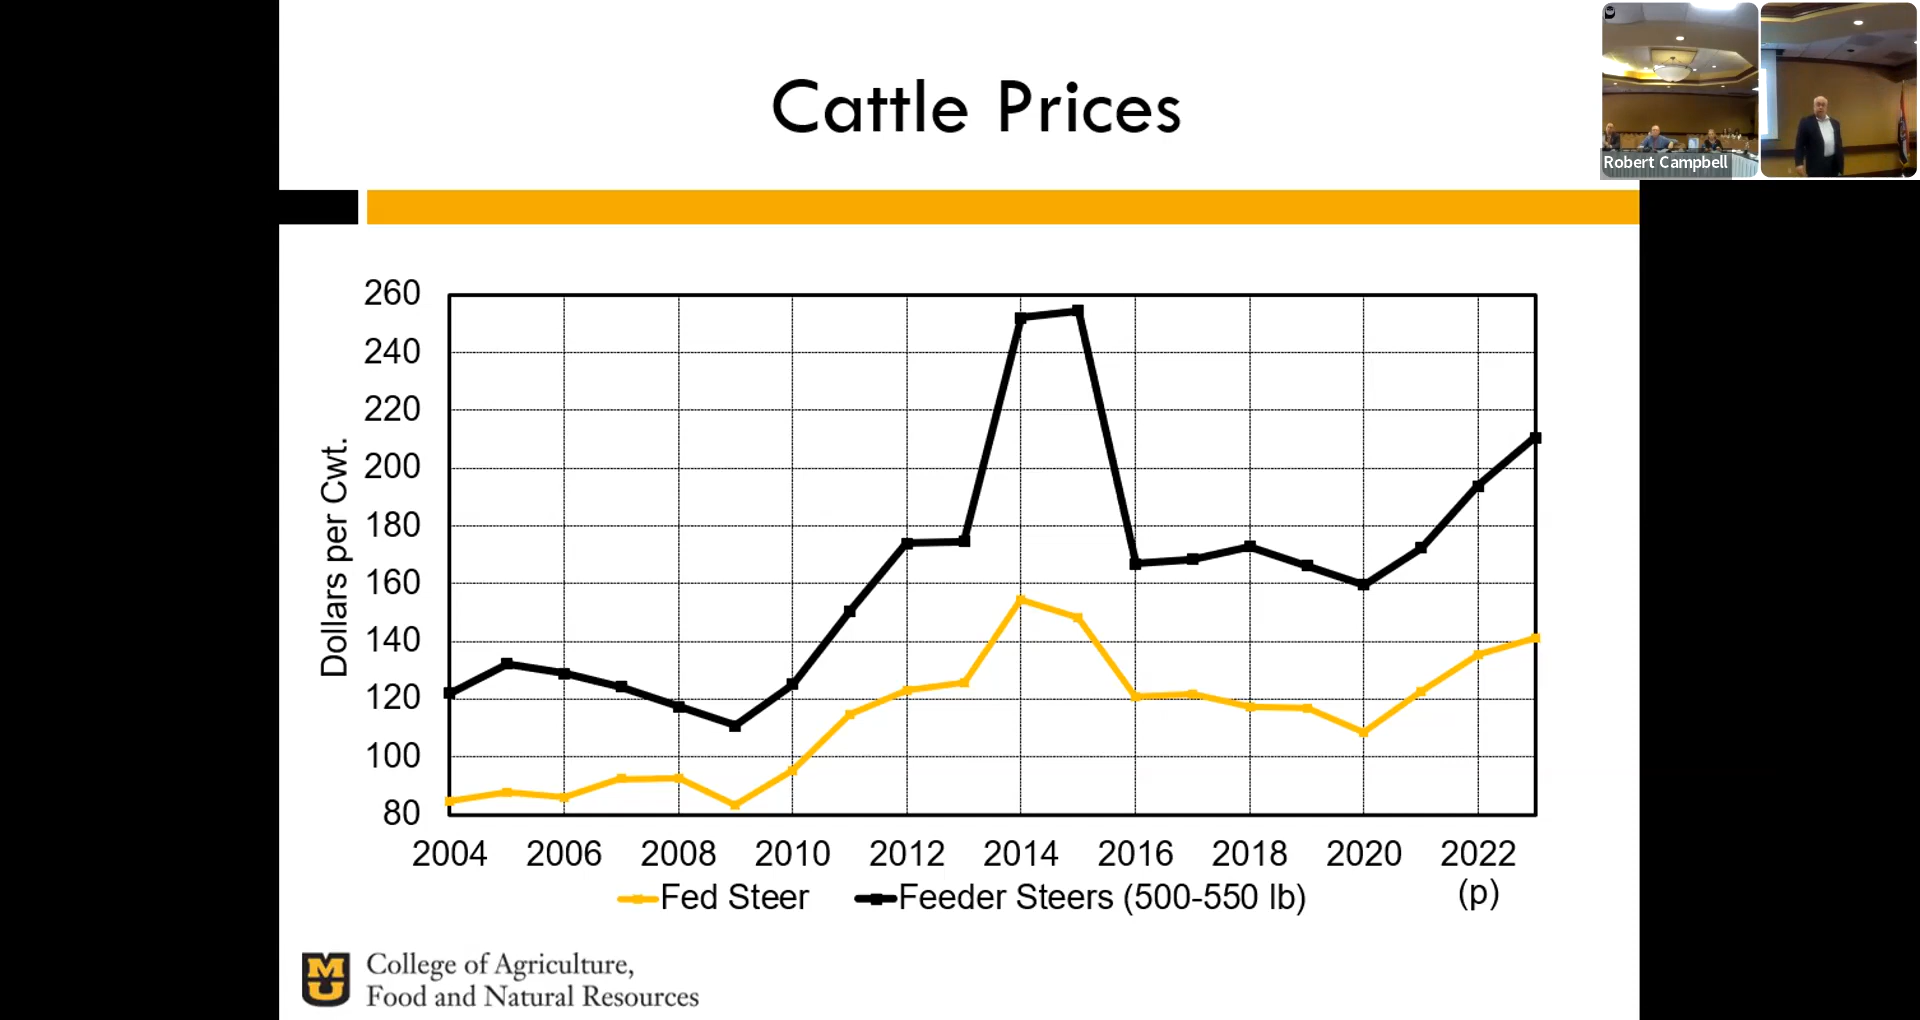 Cattle Prices
Robert Campbell
Dollars per Cwt.
260
240
220
200
180
160
140
120
100
80
2004 2006 2008 2010 2012 2014 2016 2018 2020 2022
(p)
Fed Steer Feeder Steers (500-550 lb)
MU
College of Agriculture,
Food and Natural Resources